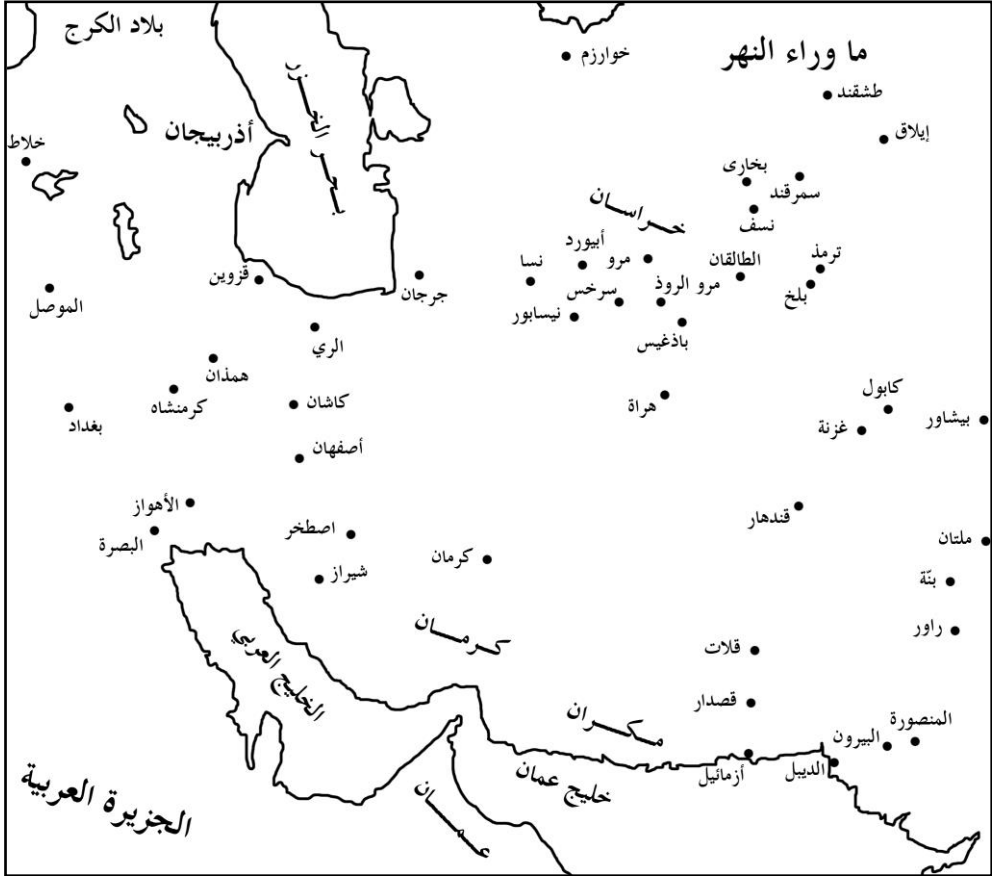 بلاد الكرج
خوارزم
ما وراء النهر
طشقند
بحر الخزر
أذربيجان
إيلاق
خلاط
بخارى
سمرقند
نسف
خراسان
أبيورد
مرو
الطالقان
ترمذ
نسا
قزوين
جرجان
سرخس
مرو الروذ
بلخ
الموصل
نيسابور
باذغيس
الري
همذان
كرمنشاه
كاشان
هراة
كابول
بغداد
غزنة
بيشاور
أصفهان
الأهواز
قندهار
اصطخر
البصرة
ملتان
كرمان
شيراز
بنّة
راور
كرمان
قلات
الخليج العربي
قصدار
مكران
المنصورة
البيرون
الديبل
أزمائيل
خليج عمان
الجزيرة العربية
عمان